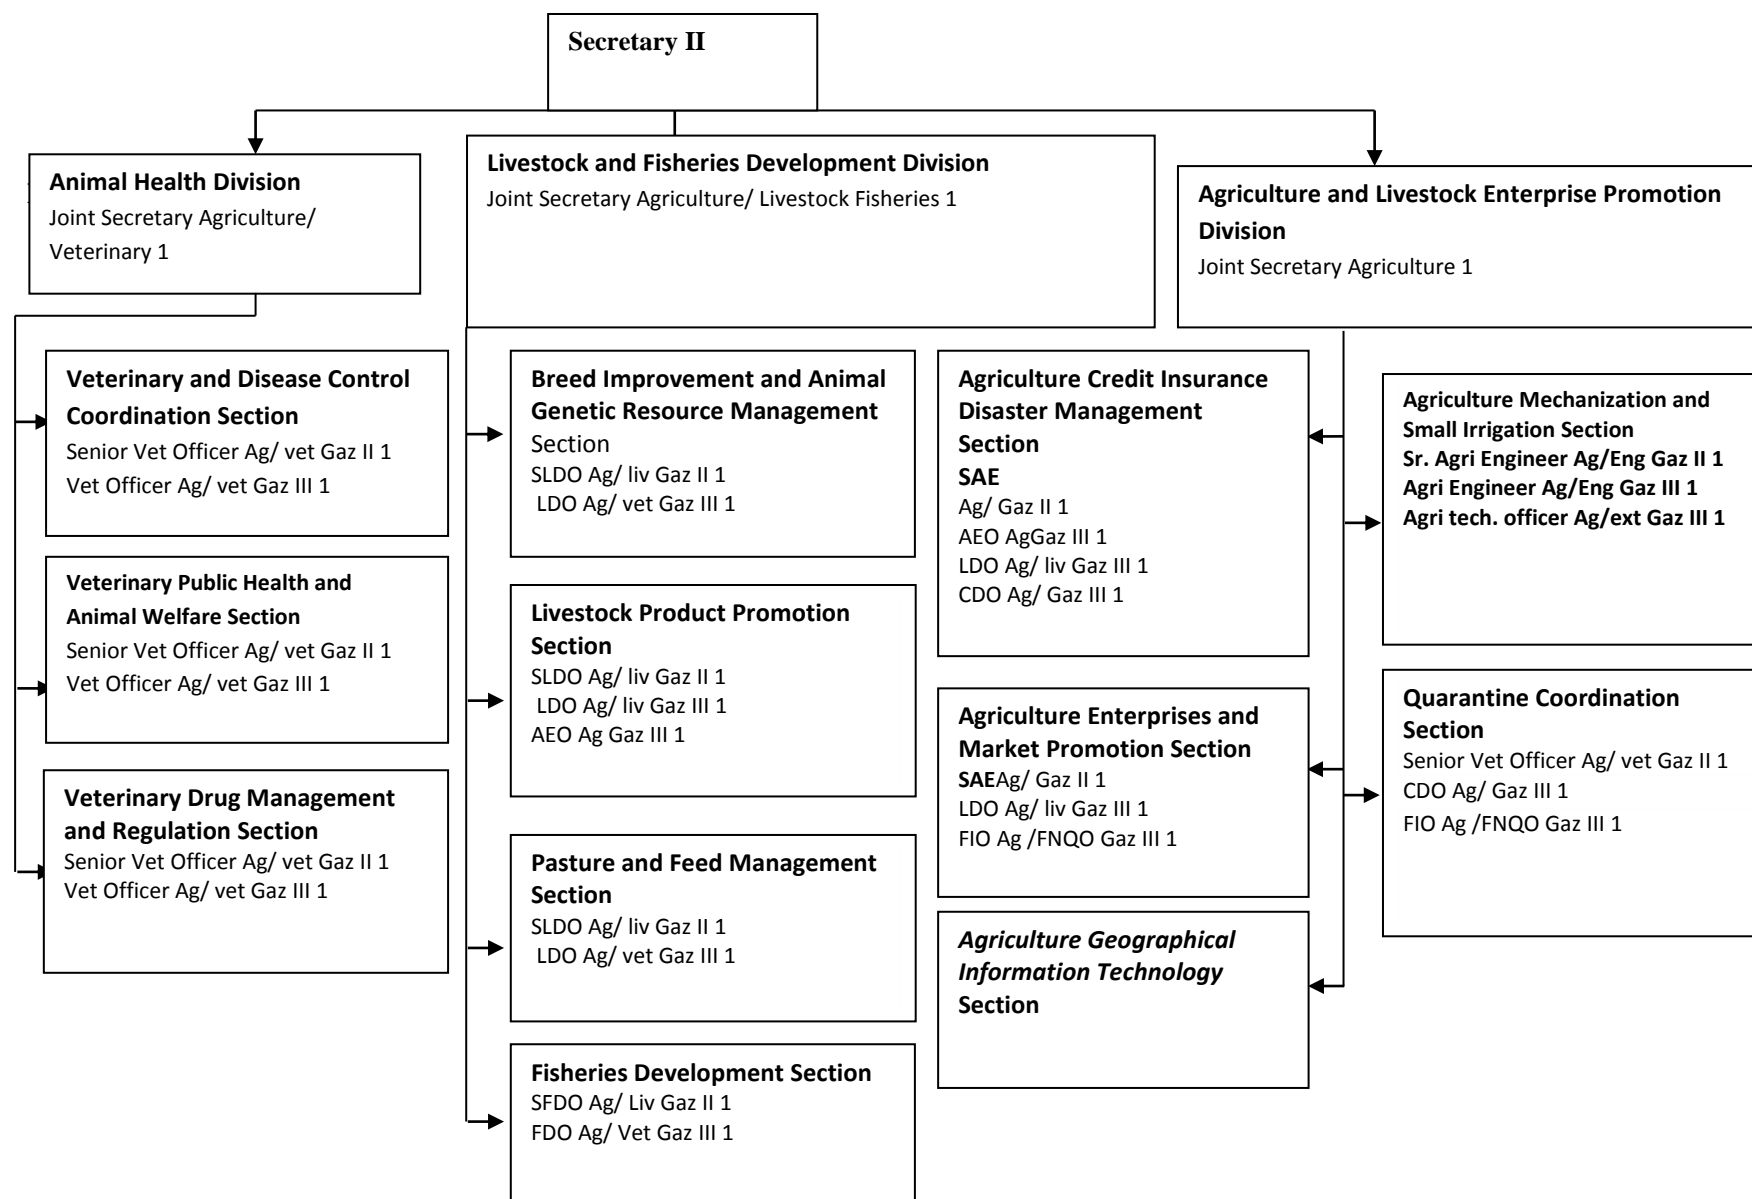 Secretary II
Animal Health Division
Joint Secretary Agriculture/
Veterinary 1
Livestock and Fisheries Development Division
Joint Secretary Agriculture/ Livestock Fisheries 1
Agriculture and Livestock Enterprise Promotion
Division
Joint Secretary Agriculture 1
Veterinary and Disease Control
Coordination Section
Senior Vet Officer Ag/ vet Gaz II 1
Vet Officer Ag/ vet Gaz III 1
Veterinary Public Health and
Animal Welfare Section
Senior Vet Officer Ag/ vet Gaz II 1
Vet Officer Ag/ vet Gaz III 1
Veterinary Drug Management
and Regulation Section
Senior Vet Officer Ag/ vet Gaz II 1
Vet Officer Ag/ vet Gaz III 1
Breed Improvement and Animal
Genetic Resource Management
Section
SLDO Ag/ liv Gaz II 1
LDO Ag/ vet Gaz III 1
Livestock Product Promotion
Section
SLDO Ag/ liv Gaz II 1
LDO Ag/ liv Gaz III 1
AEO Ag Gaz III 1
Pasture and Feed Management
Section
SLDO Ag/ liv Gaz II 1
LDO Ag/ vet Gaz III 1
Fisheries Development Section
SFDO Ag/ Liv Gaz II 1
FDO Ag/ Vet Gaz III 1
Agriculture Credit Insurance
Disaster Management
Section
SAE
Ag/ Gaz II 1
AEO AgGaz III 1
LDO Ag/ liv Gaz III 1
CDO Ag/ Gaz III 1
Agriculture Enterprises and
Market Promotion Section
SAEAg/ Gaz II 1
LDO Ag/ liv Gaz III 1
FIO Ag /FNQO Gaz III 1
Agriculture Geographical
Information Technology
Section
Agriculture Mechanization and
Small Irrigation Section
Sr. Agri Engineer Ag/Eng Gaz II 1
Agri Engineer Ag/Eng Gaz III 1
Agri tech. officer Ag/ext Gaz III 1
Quarantine Coordination
Section
Senior Vet Officer Ag/ vet Gaz II 1
CDO Ag/ Gaz III 1
FIO Ag /FNQO Gaz III 1